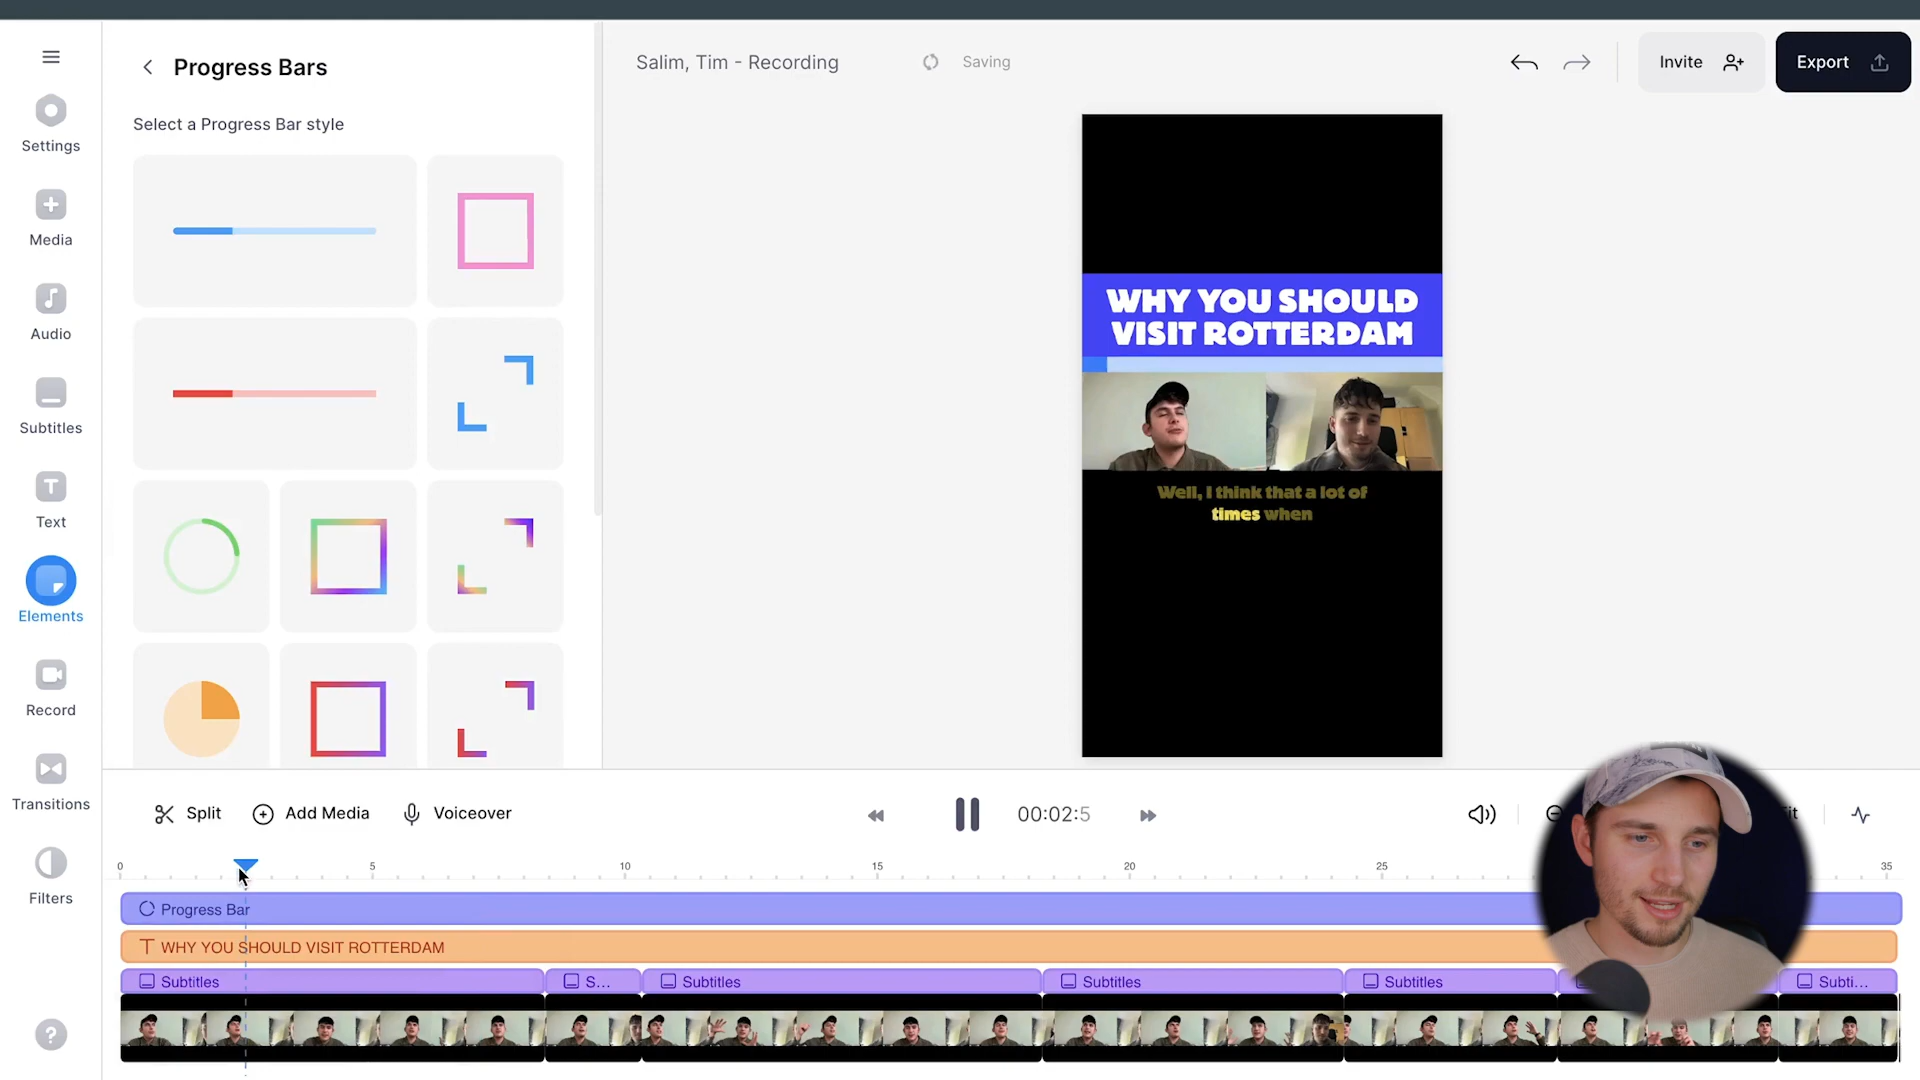 Progress Bars
Salim, Tim - Recording
Saving
Invite
Export
Select a Progress Bar style
Settings
Media
Audio
Subtitles
Text
Elements
Record
Transitions
Filters
WHY YOU SHOULD
VISIT ROTTERDAM
Well, I think that a lot of
times when
Split
Add Media
Voiceover
00:02:5
0
5
10
15
20
25
35
Progress Bar
WHY YOU SHOULD VISIT ROTTERDAM
Subtitles
S...
Subtitles
Subtitles
Subtitles
Subti...
?